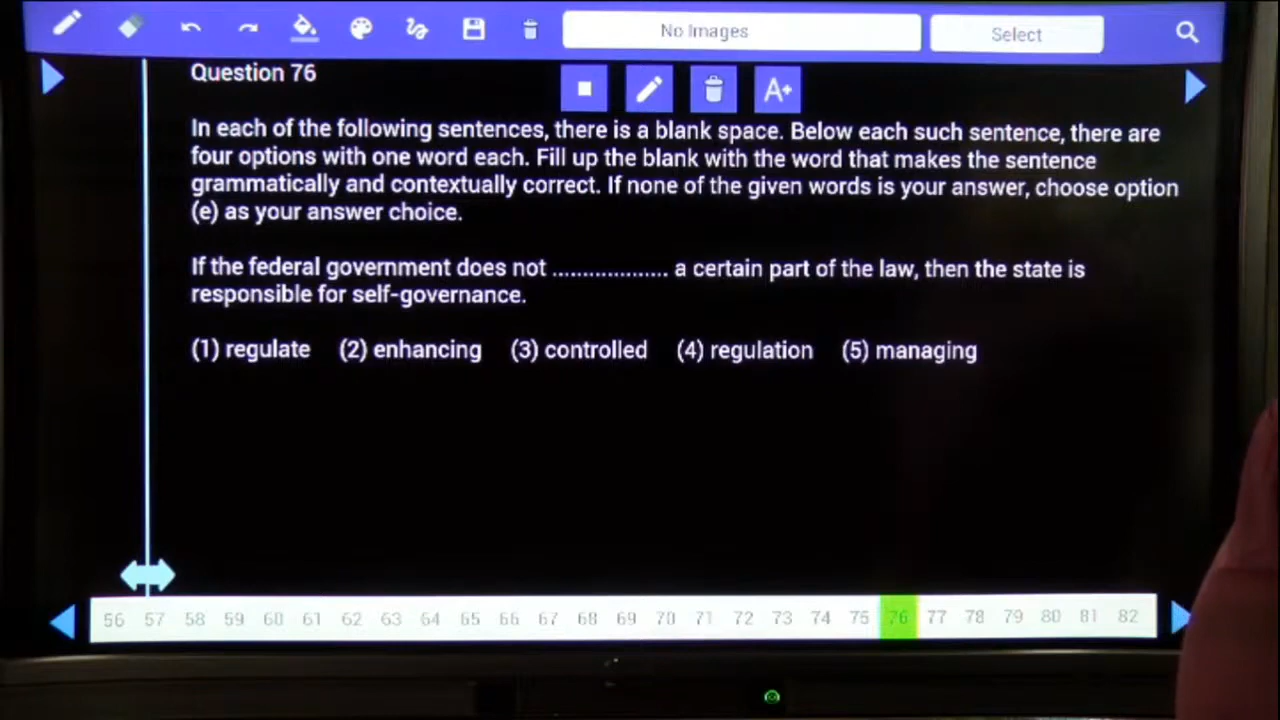 No Images
Select
Question 76
A+
In each of the following sentences, there is a blank space. Below each such sentence, there are
four options with one word each. Fill up the blank with the word that makes the sentence
grammatically and contextually correct. If none of the given words is your answer, choose option
(e) as your answer choice.
If the federal government does not ................... a certain part of the law, then the state is
responsible for self-governance.
(1) regulate (2) enhancing (3) controlled (4) regulation (5) managing
56 57 58 59 60 61 62 63 64 65 66 67 68 69 70 71 72 73 74 75 76 77 78 79 80 81 82